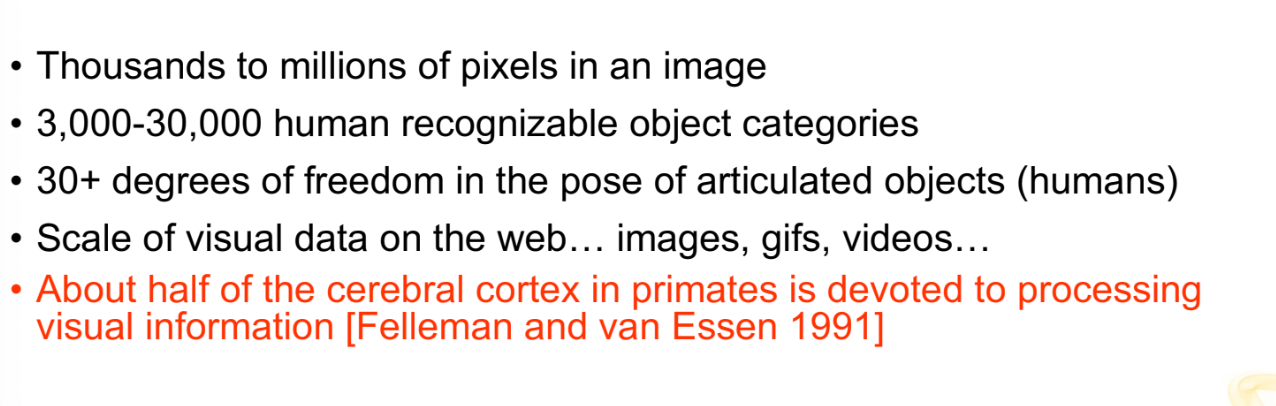 • Thousands to millions of pixels in an image
• 3,000-30,000 human recognizable object categories
• 30+ degrees of freedom in the pose of articulated objects (humans)
• Scale of visual data on the web… images, gifs, videos…
• About half of the cerebral cortex in primates is devoted to processing
visual information [Felleman and van Essen 1991]